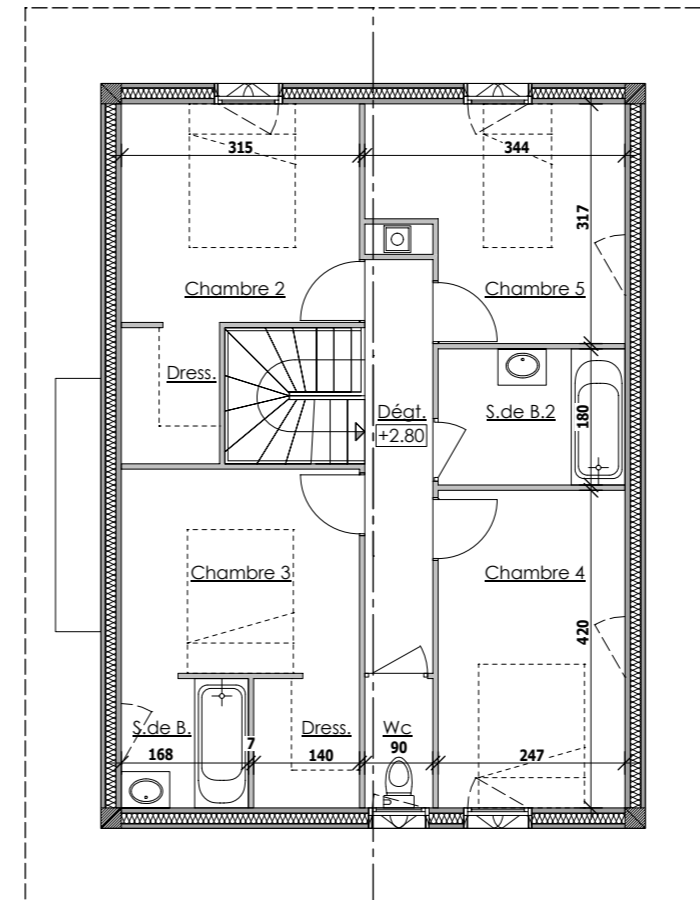 315
344
317
Chambre 2
Chambre 5
Dress.
Dégt.
+2.80
S.de B.2
180
Chambre 3
Chambre 4
420
S.de B.
168
7
Dress.
140
Wc
90
247